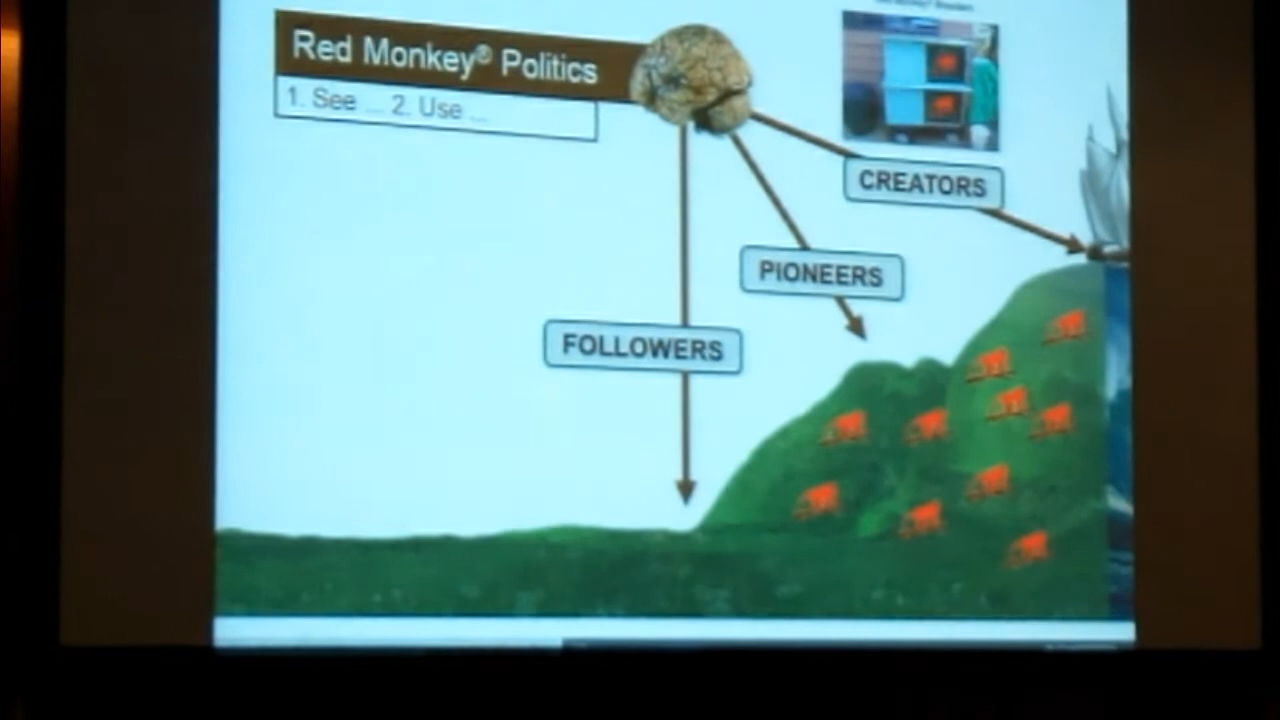 Red Monkey® Politics
1. See ... 2. Use ...
CREATORS
PIONEERS
FOLLOWERS